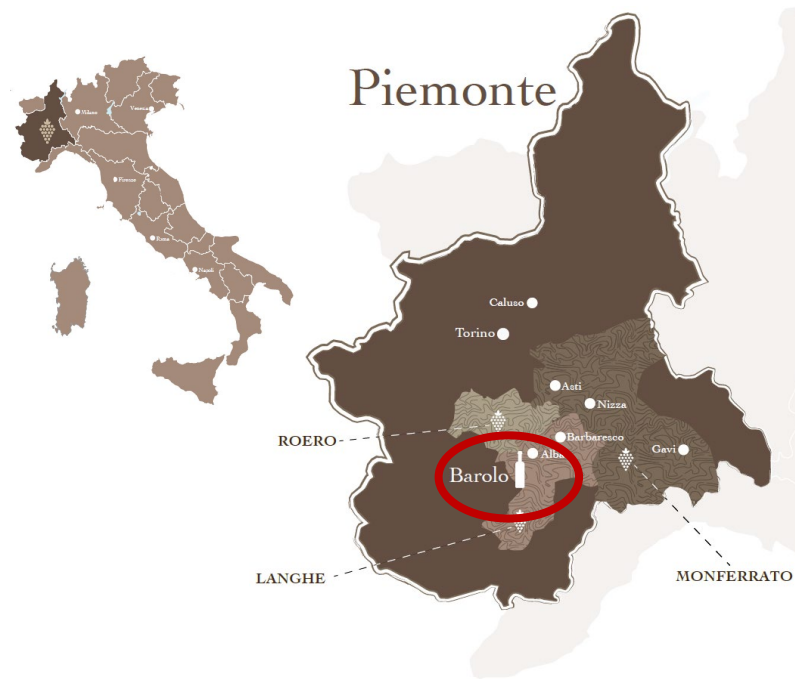 Piemonte
Milano
Venezia
Firenze
Roma
Napoli
Caluso
Torino
Asti
Nizza
ROERO
Barbaresco
Alba
Gavi
Barolo
LANGHE
MONFERRATO